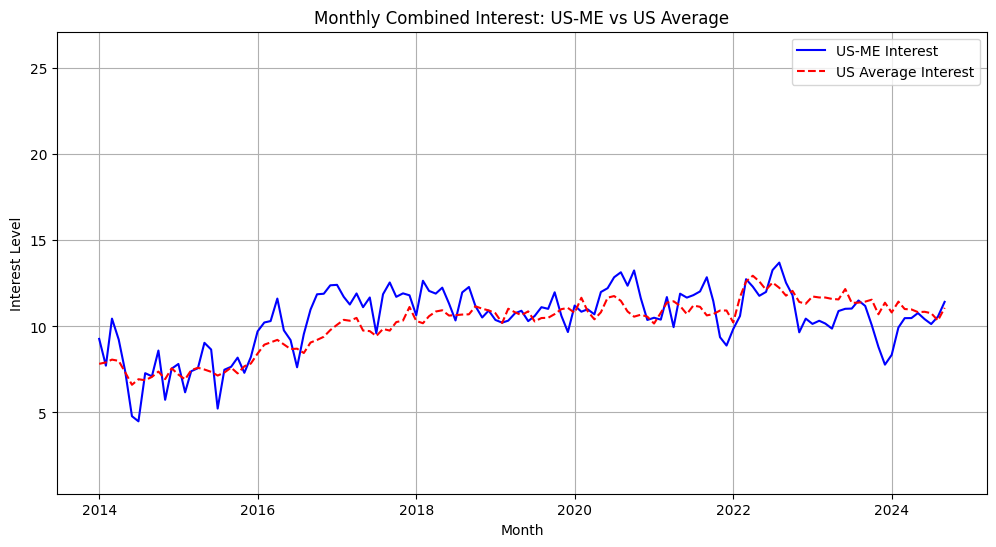 Monthly Combined Interest: US-ME vs US Average
US-ME Interest
US Average Interest
25
20
15
10
5
Interest Level
2014 2016 2018 2020 2022 2024
Month